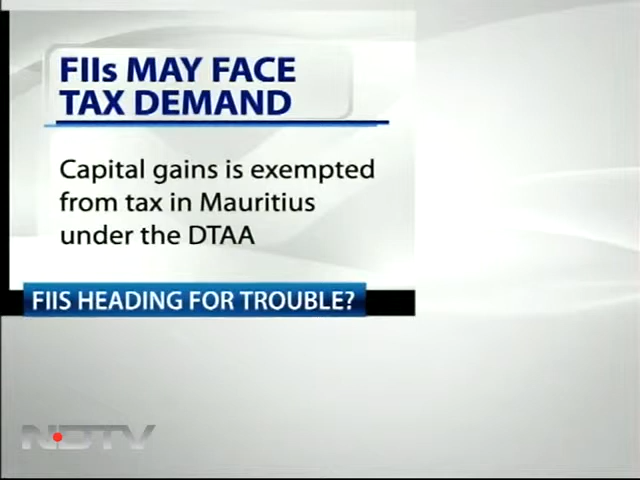 FIIs MAY FACE
TAX DEMAND
Capital gains is exempted
from tax in Mauritius
under the DTAA
FIIS HEADING FOR TROUBLE?
NDTV